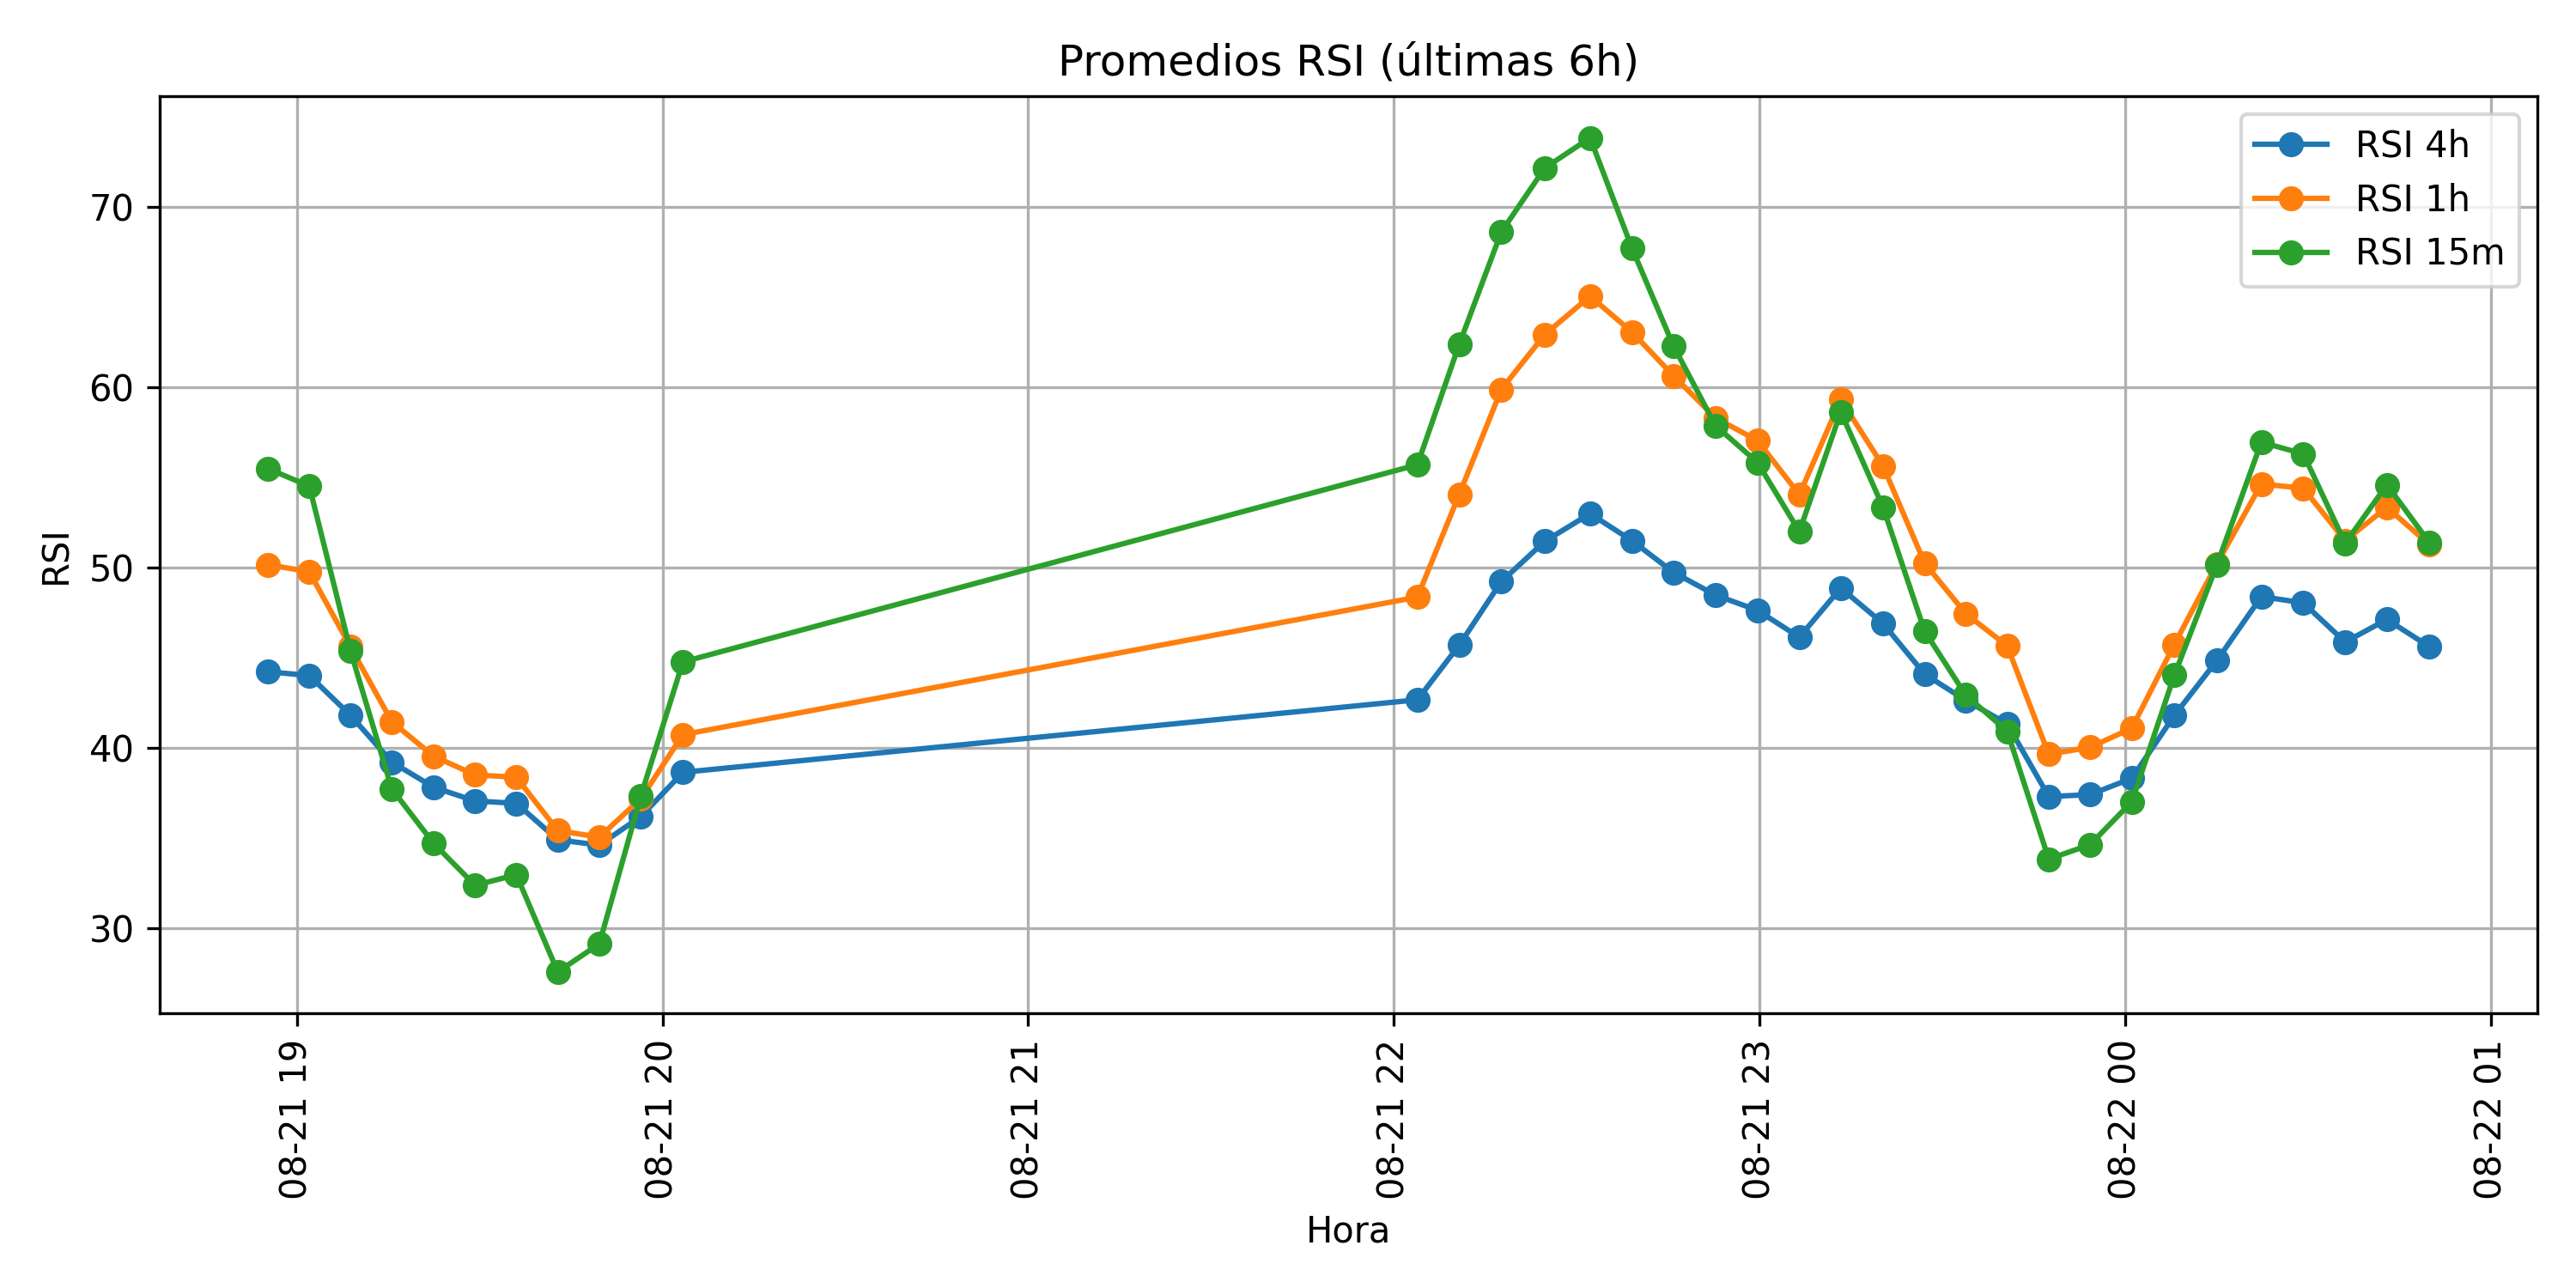 Promedios RSI (últimas 6h)
RSI 4h
RSI 1h
RSI 15m
RSI
70
60
50
40
30
08-21 19
08-21 20
08-21 21
08-21 22
08-21 23
08-22 00
08-22 01
Hora